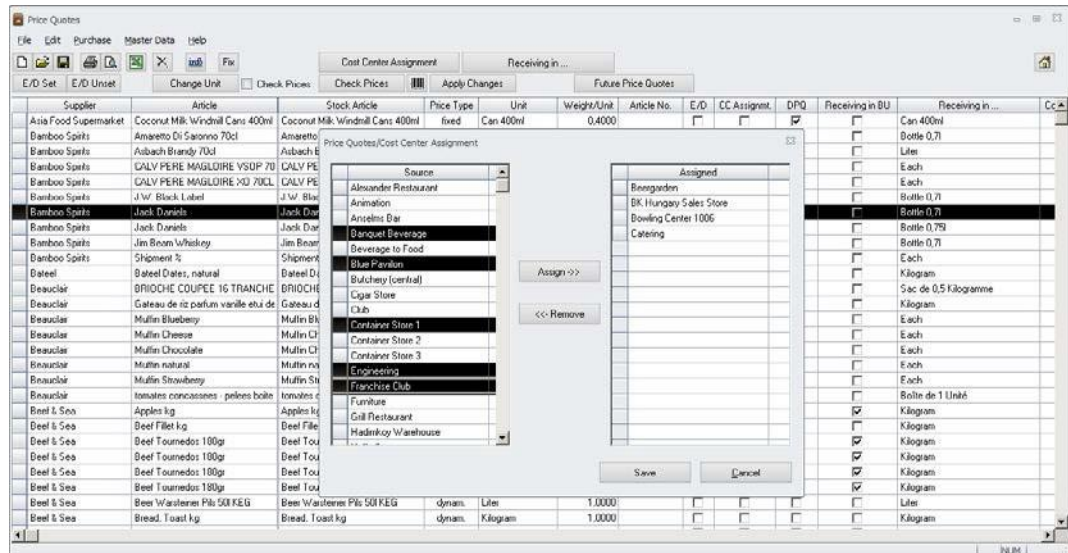 Price Quotes
File Edit Purchase Master Data Help
Fix Cost Center Assignment Receiving in ...
E/D Set E/D Unset Change Unit Check Prices Check Prices Apply Changes Future Price Quotes
Supplier Article Stock Article Price Type Unit Weight/Unit Article No. E/D CC Assignmt. DPQ Receiving in BU Receiving in ...
Asia Food Supermarket Coconut Milk Windmill Cans 400ml Coconut Milk Windmill Cans 400ml fixed Can 400ml 0,4000 Can 400ml
Bamboo Spirits Amaretto Di Saronno 70cl Amaretto Bottle 0,7l
Bamboo Spirits Asbach Brandy 70cl Asbach B Liter
Bamboo Spirits CALV PERE MAGLOIRE VSOP 70 CALV PE Each
Bamboo Spirits CALV PERE MAGLOIRE XO 70CL CALV PE Each
Bamboo Spirits J.W. Black Label J.W. Blac Bottle 0,7l
Bamboo Spirits Jack Daniels Jack Dan Bottle 0,7l
Bamboo Spirits Jack Daniels Jack Dan Bottle 0,75l
Bamboo Spirits Jim Beam Whiskey Jim Beam Bottle 0,7l
Bamboo Spirits Shipment % Shipment Each
Bateel Bateel Dates, natural Bateel Da Kilogram
Beauclair BRIOCHE COUPEE 16 TRANCHE BRIOCHE Sac de 0,5 Kilogramme
Beauclair Gateau de riz parfum vanille etui de Gateau d Kilogram
Beauclair Muffin Blueberry Muffin Bl Each
Beauclair Muffin Cheese Muffin Ch Each
Beauclair Muffin Chocolate Muffin Ch Each
Beauclair Muffin natural Muffin na Each
Beauclair Muffin Strawberry Muffin St Each
Beauclair tomates concassees - pelees boite tomates c Boîte de 1 Unité
Beef & Sea Apples kg Apples kg Kilogram
Beef & Sea Beef Fillet kg Beef Fille Kilogram
Beef & Sea Beef Tournedos 100gr Beef Tou Kilogram
Beef & Sea Beef Tournedos 180gr Beef Tou Kilogram
Beef & Sea Beef Tournedos 180gr Beef Tou Kilogram
Beef & Sea Beef Tournedos 180gr Beef Tou Kilogram
Beef & Sea Beer Warsteiner Pils 50l KEG Beer Warsteiner Pils 50l KEG dynam. Liter 1,0000 Liter
Beef & Sea Bread, Toast kg Bread, Toast kg dynam. Kilogram 1,0000 Kilogram
Price Quotes/Cost Center Assignment
Source
Alexander Restaurant
Animation
Anselms Bar
Banquet Beverage
Beverage to Food
Blue Pavilon
Butchery (central)
Cigar Store
Club
Container Store 1
Container Store 2
Container Store 3
Engineering
Franchise Club
Furniture
Grill Restaurant
Hadimkoy Warehouse
Assign ->>
<<- Remove
Assigned
Beergarden
BK Hungary Sales Store
Bowling Center 1006
Catering
Save Cancel
NUM